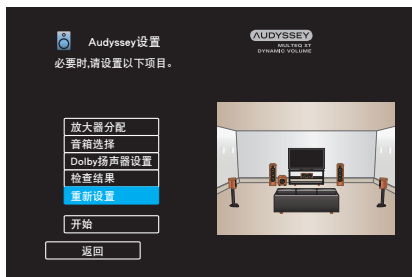 Audyssey设置
AUDYSSEY
MULTEQ XT
DYNAMIC VOLUME
必要时,请设置以下项目。
放大器分配
音箱选择
Dolby扬声器设置
检查结果
重新设置
开始
返回